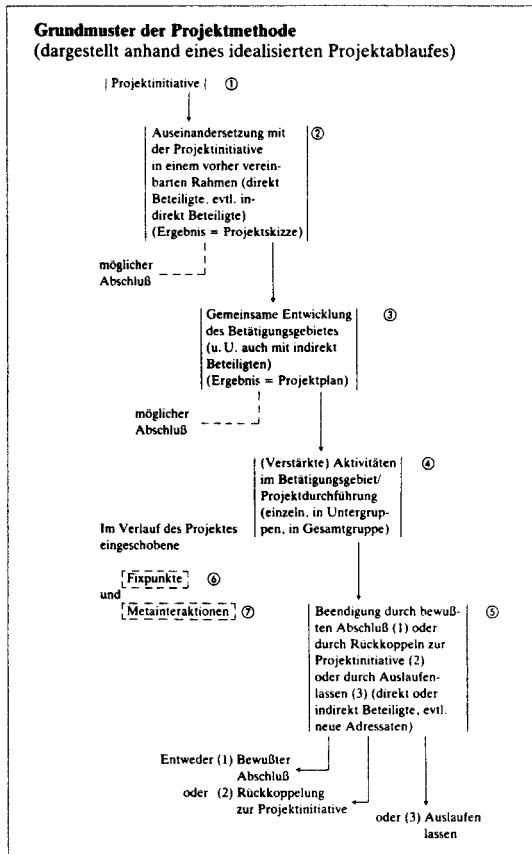 Grundmuster der Projektmethode
(dargestellt anhand eines idealisierten Projektablaufes)
Projektinitiative ①
Auseinandersetzung mit ②
der Projektinitiative
in einem vorher verein-
barten Rahmen (direkt
Beteiligte, evtl. in-
direkt Beteiligte)
(Ergebnis = Projektskizze)
möglicher
Abschluß
Gemeinsame Entwicklung ③
des Betätigungsgebietes
(u. U. auch mit indirekt
Beteiligten)
(Ergebnis = Projektplan)
möglicher
Abschluß
(Verstärkte) Aktivitäten ④
im Betätigungsgebiet/
Projektdurchführung
(einzeln, in Untergrup-
pen, in Gesamtgruppe)
Im Verlauf des Projektes
eingeschobene
Fixpunkte ⑥
und
Metainteraktionen ⑦
Beendigung durch bewuß- ⑤
ten Abschluß (1) oder
durch Rückkoppeln zur
Projektinitiative (2)
oder durch Auslaufen-
lassen (3) (direkt oder
indirekt Beteiligte, evtl.
neue Adressaten)
Entweder (1) Bewußter
Abschluß
oder (2) Rückkoppelung
zur Projektinitiative
oder (3) Auslaufen
lassen